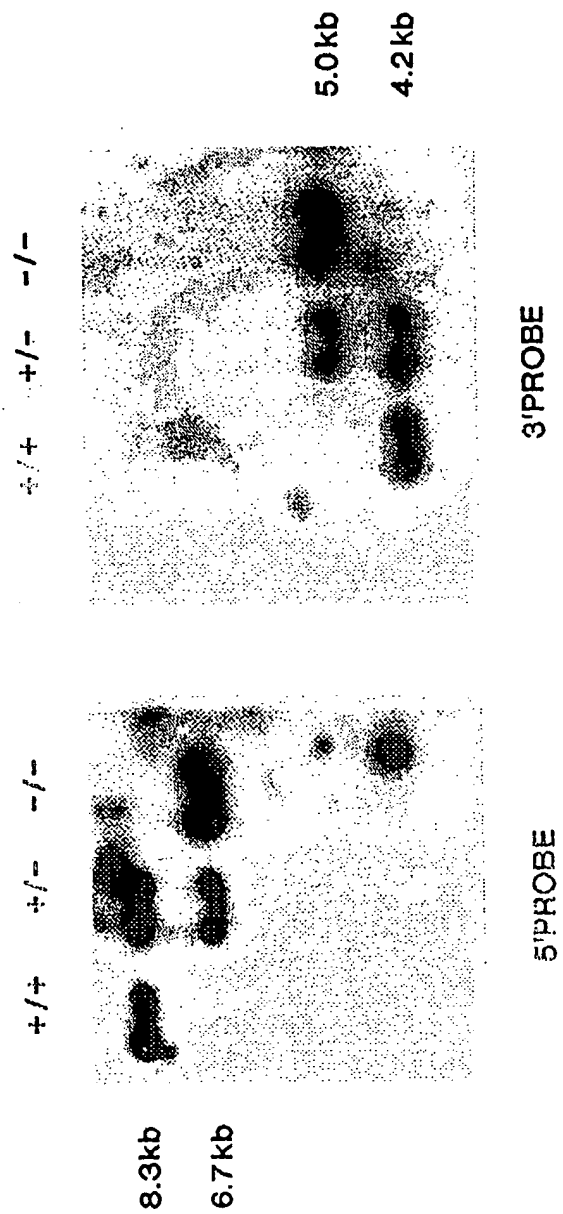 +/+ +/- -/-
8.3kb
6.7kb
5'PROBE
+/+ +/- -/-
5.0kb
4.2kb
3'PROBE